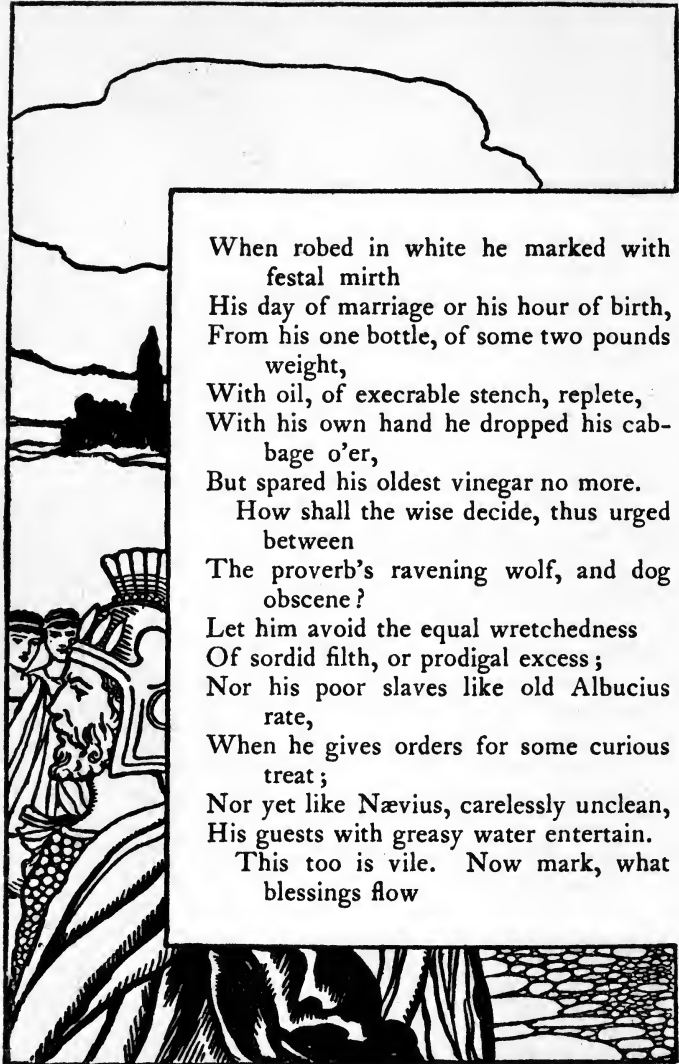 When robed in white he marked with
festal mirth
His day of marriage or his hour of birth,
From his one bottle, of some two pounds
weight,
With oil, of execrable stench, replete,
With his own hand he dropped his cab-
bage o'er,
But spared his oldest vinegar no more.
How shall the wise decide, thus urged
between
The proverb's ravening wolf, and dog
obscene?
Let him avoid the equal wretchedness
Of sordid filth, or prodigal excess;
Nor his poor slaves like old Albucius
rate,
When he gives orders for some curious
treat;
Nor yet like Nævius, carelessly unclean,
His guests with greasy water entertain.
This too is vile. Now mark, what
blessings flow